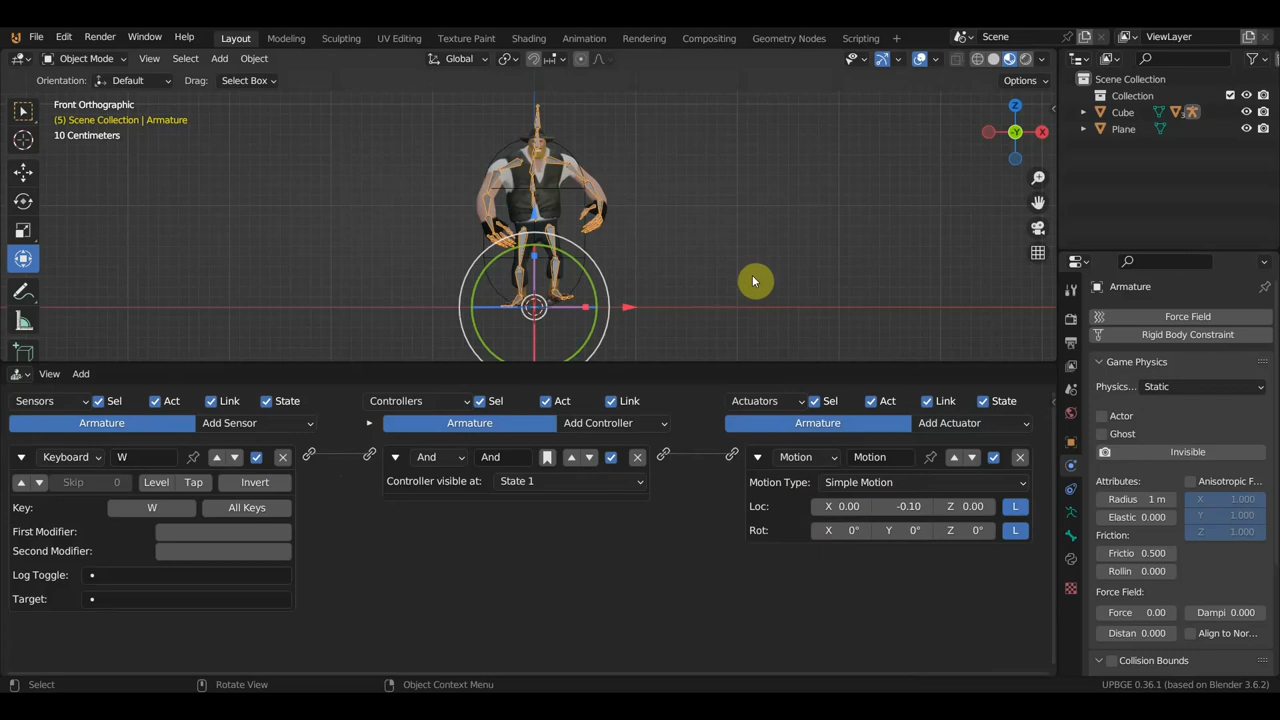 File Edit Render Window Help Layout Modeling Sculpting UV Editing Texture Paint Shading Animation Rendering Compositing Geometry Nodes Scripting + Scene ViewLayer
Object Mode View Select Add Object Global Options
Orientation: Default Drag: Select Box
Front Orthographic
(5) Scene Collection | Armature
10 Centimeters
Z
X
-Y
Scene Collection
Collection
Cube 3
Plane
Armature
Force Field
Rigid Body Constraint
Game Physics
Physics... Static
Actor
Ghost
Invisible
Attributes: Anisotropic F...
Radius 1 m X 1.000
Elastic 0.000 Y 1.000
Friction: Z 1.000
Frictio 0.500
Rollin 0.000
Force Field:
Force 0.00 Dampi 0.000
Distan 0.000 Align to Nor...
Collision Bounds
View Add
Sensors Sel Act Link State Controllers Sel Act Link Actuators Sel Act Link State
Armature Add Sensor Armature Add Controller Armature Add Actuator
Keyboard W And And Motion Motion
Skip 0 Level Tap Invert Controller visible at: State 1 Motion Type: Simple Motion
Key: W All Keys Loc: X 0.00 -0.10 Z 0.00 L
First Modifier: Rot: X 0° Y 0° Z 0° L
Second Modifier:
Log Toggle:
Target:
Select Rotate View Object Context Menu UPBGE 0.36.1 (based on Blender 3.6.2)